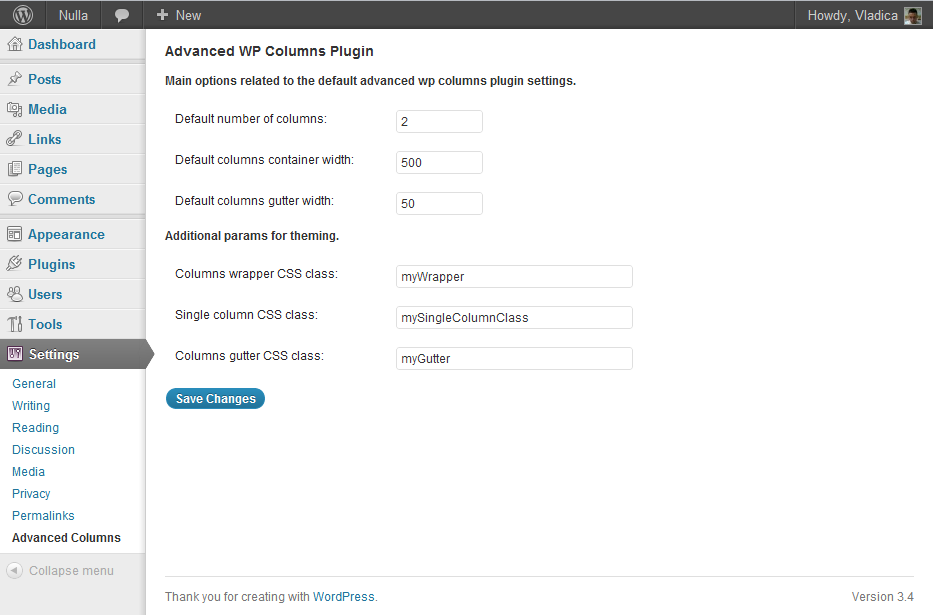 Nulla
New
Howdy, Vladica
Dashboard
Posts
Media
Links
Pages
Comments
Appearance
Plugins
Users
Tools
Settings
General
Writing
Reading
Discussion
Media
Privacy
Permalinks
Advanced Columns
Collapse menu
Advanced WP Columns Plugin
Main options related to the default advanced wp columns plugin settings.
Default number of columns: 2
Default columns container width: 500
Default columns gutter width: 50
Additional params for theming.
Columns wrapper CSS class: myWrapper
Single column CSS class: mySingleColumnClass
Columns gutter CSS class: myGutter
Save Changes
Thank you for creating with WordPress. Version 3.4